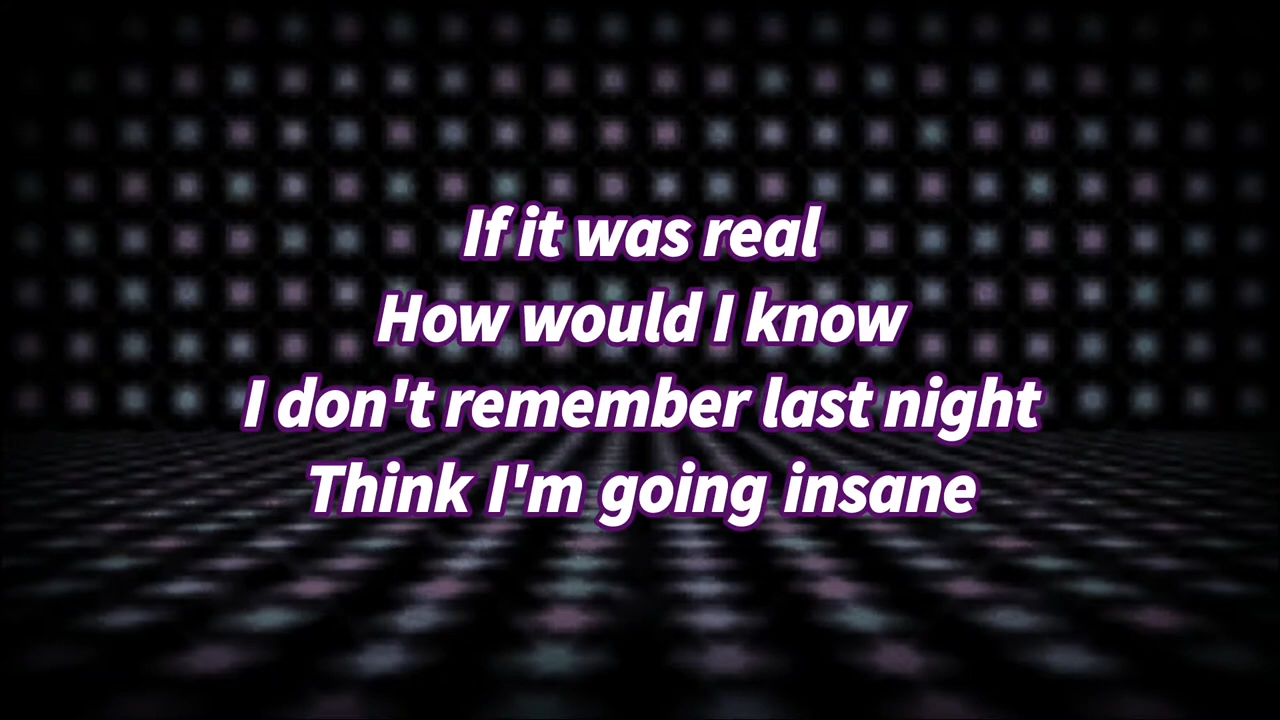 If it was real
How would I know
I don't remember last night
Think I'm going insane